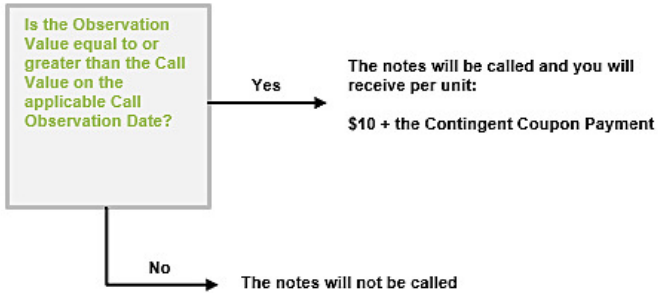 Is the Observation
Value equal to or
greater than the Call
Value on the
applicable Call
Observation Date?
Yes
The notes will be called and you will
receive per unit:
$10 + the Contingent Coupon Payment
No
The notes will not be called